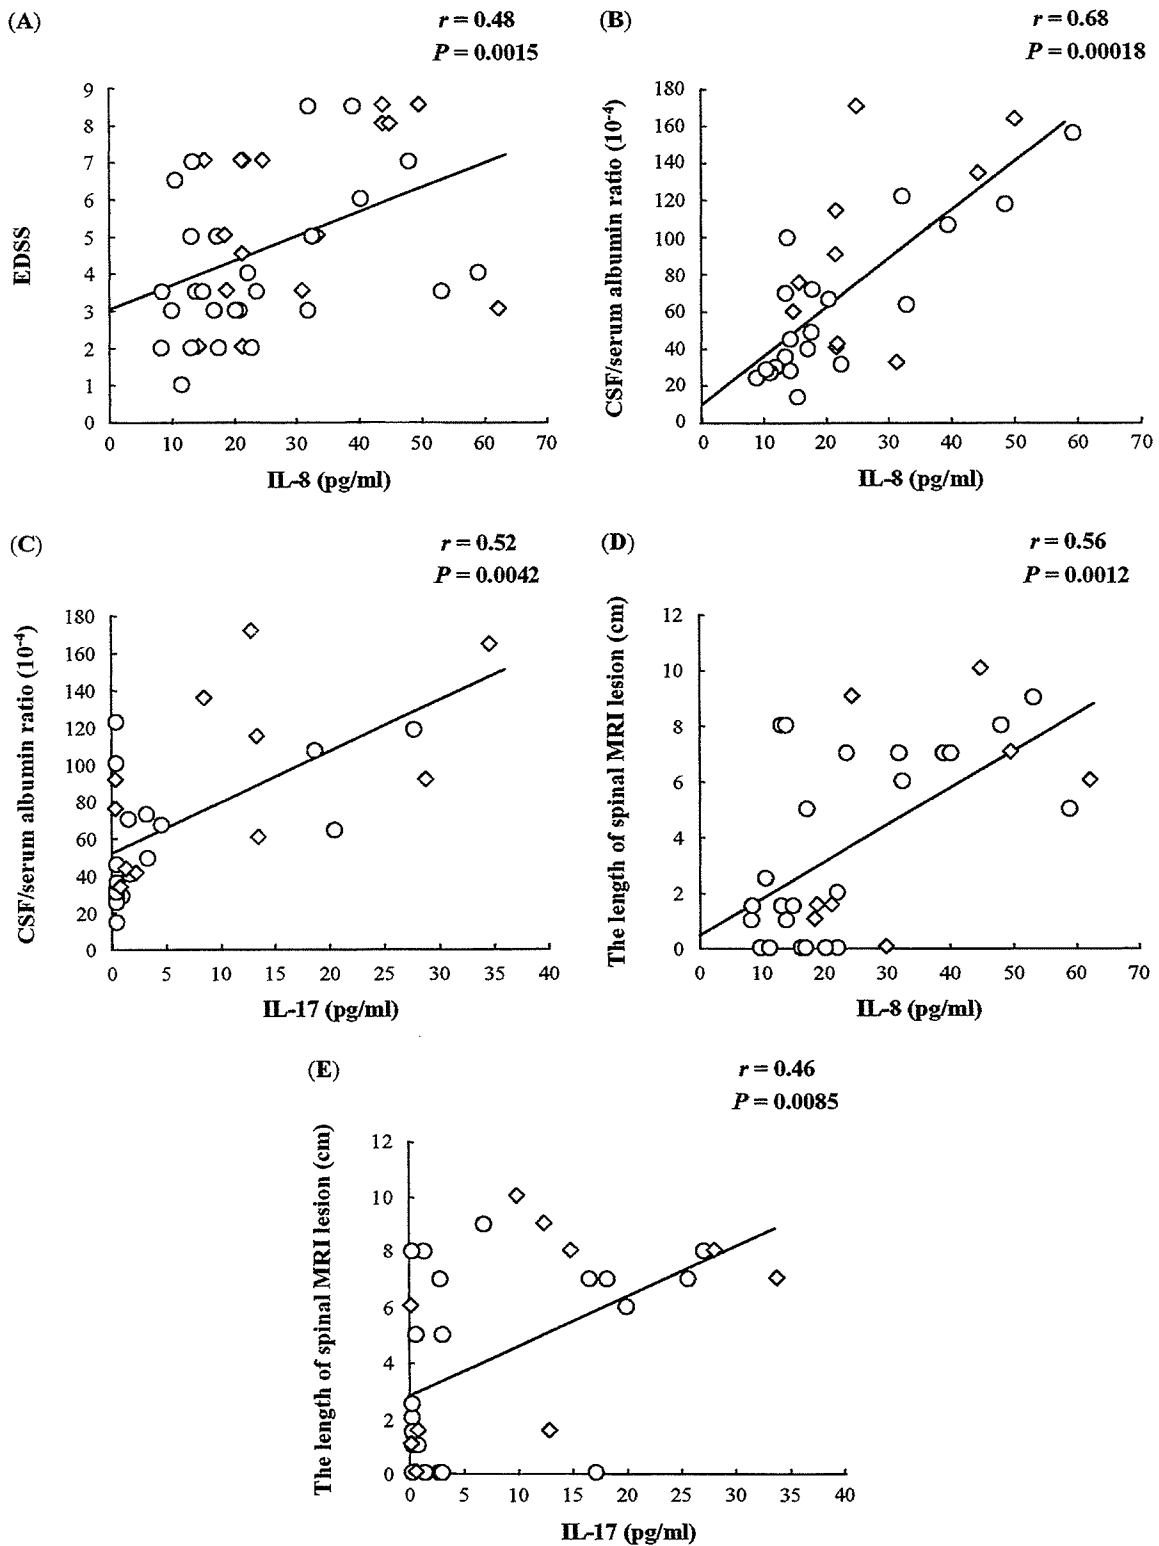 (A)
r = 0.48
P = 0.0015
EDSS
9
8
7
6
5
4
3
2
1
0
0 10 20 30 40 50 60 70
IL-8 (pg/ml)
(B)
r = 0.68
P = 0.00018
CSF/serum albumin ratio (10⁻⁴)
180
160
140
120
100
80
60
40
20
0
0 10 20 30 40 50 60 70
IL-8 (pg/ml)
(C)
r = 0.52
P = 0.0042
CSF/serum albumin ratio (10⁻⁴)
180
160
140
120
100
80
60
40
20
0
0 5 10 15 20 25 30 35 40
IL-17 (pg/ml)
(D)
r = 0.56
P = 0.0012
The length of spinal MRI lesion (cm)
12
10
8
6
4
2
0
0 10 20 30 40 50 60 70
IL-8 (pg/ml)
(E)
r = 0.46
P = 0.0085
The length of spinal MRI lesion (cm)
12
10
8
6
4
2
0
0 5 10 15 20 25 30 35 40
IL-17 (pg/ml)